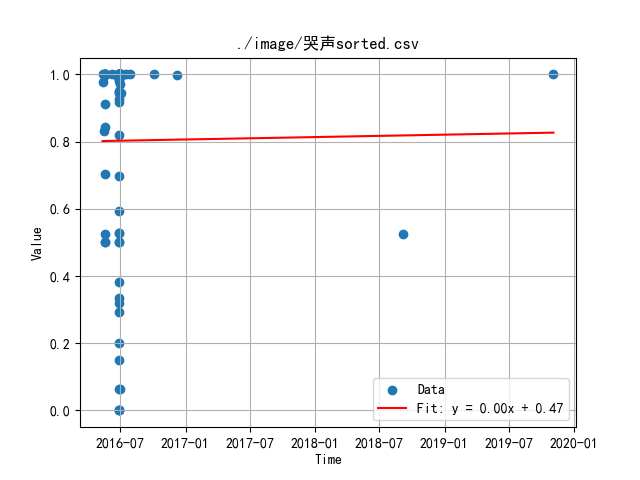 ./image/哭声sorted.csv
1.0
0.8
0.6
0.4
0.2
0.0
Value
Data
Fit: y = 0.00x + 0.47
2016-07 2017-01 2017-07 2018-01 2018-07 2019-01 2019-07 2020-01
Time